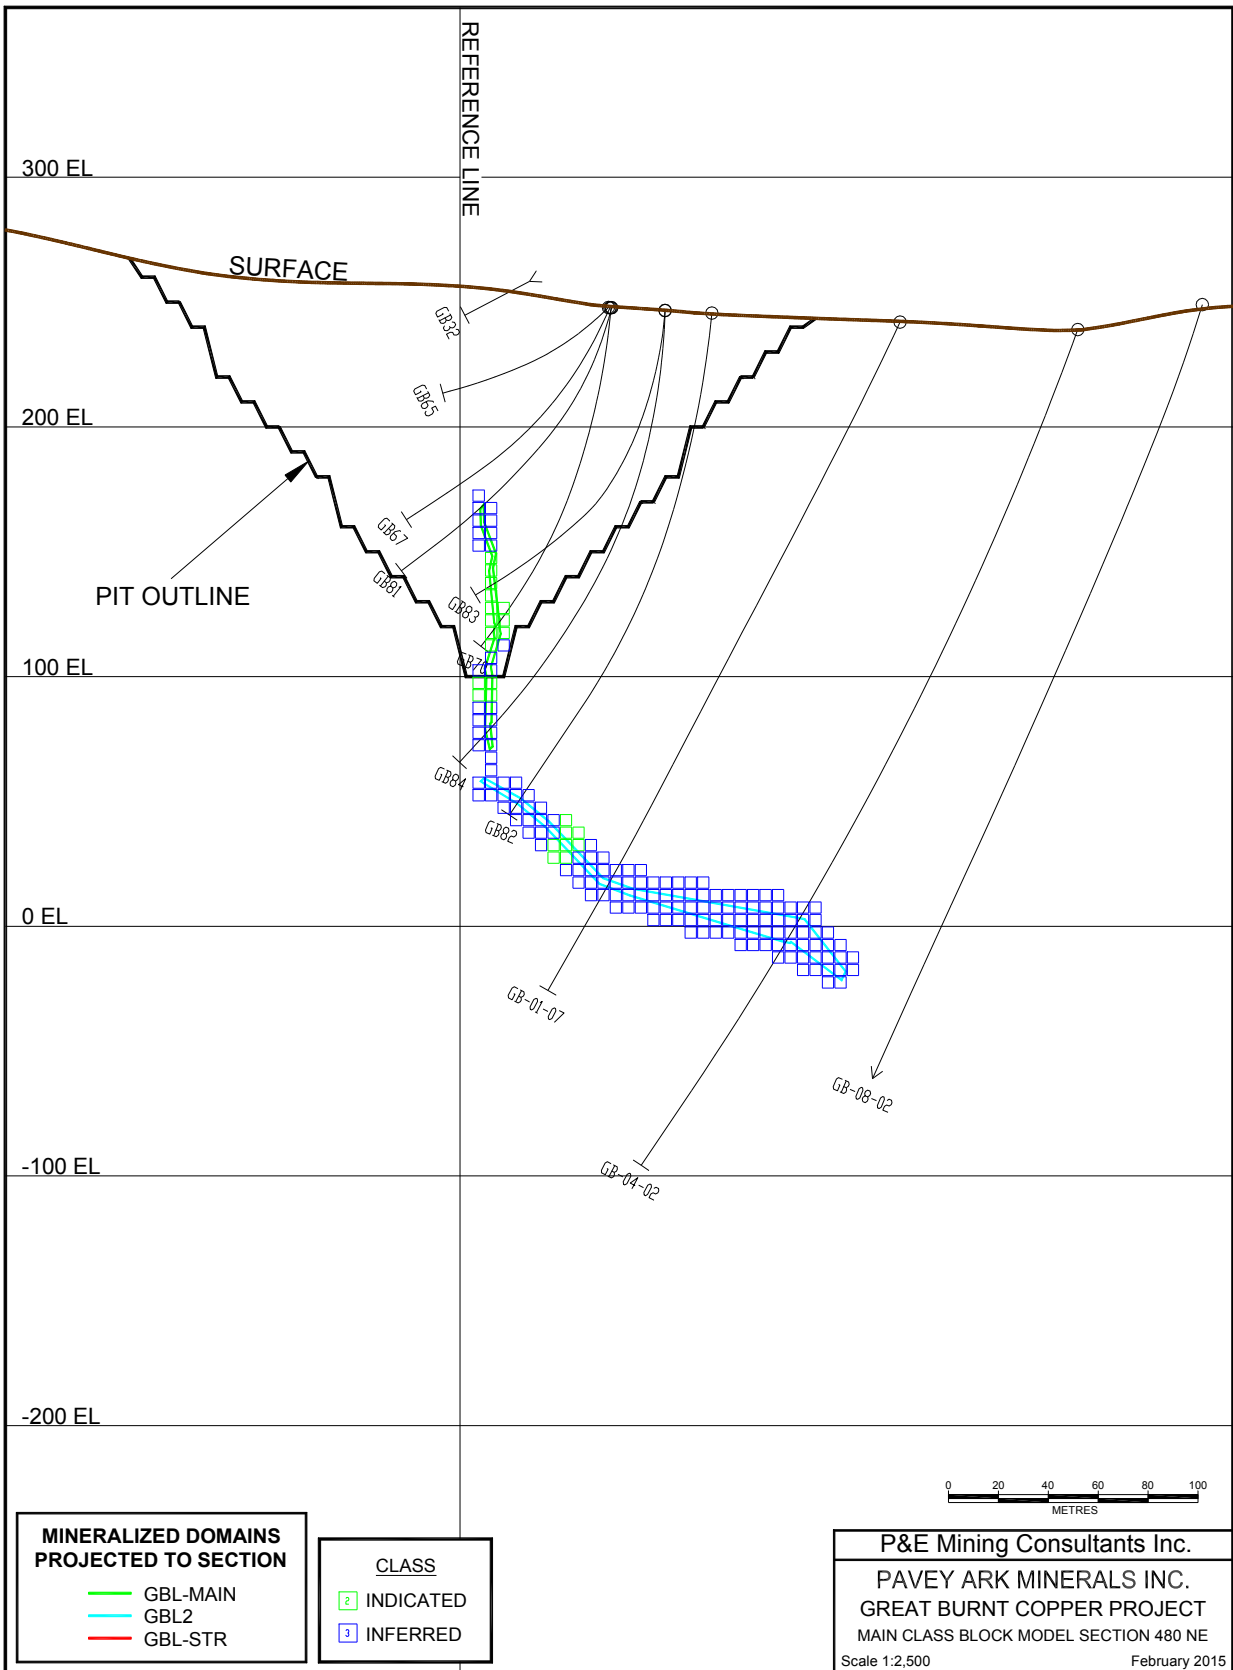 REFERENCE LINE
300 EL
SURFACE
GB32
GB65
200 EL
GB67
GB81
GB83
PIT OUTLINE
GB70
100 EL
GB84
GB82
0 EL
GB-01-07
GB-08-02
-100 EL
GB-04-02
-200 EL
0 20 40 60 80 100
METRES
MINERALIZED DOMAINS
PROJECTED TO SECTION
GBL-MAIN
GBL2
GBL-STR
CLASS
2 INDICATED
3 INFERRED
P&E Mining Consultants Inc.
PAVEY ARK MINERALS INC.
GREAT BURNT COPPER PROJECT
MAIN CLASS BLOCK MODEL SECTION 480 NE
Scale 1:2,500 February 2015